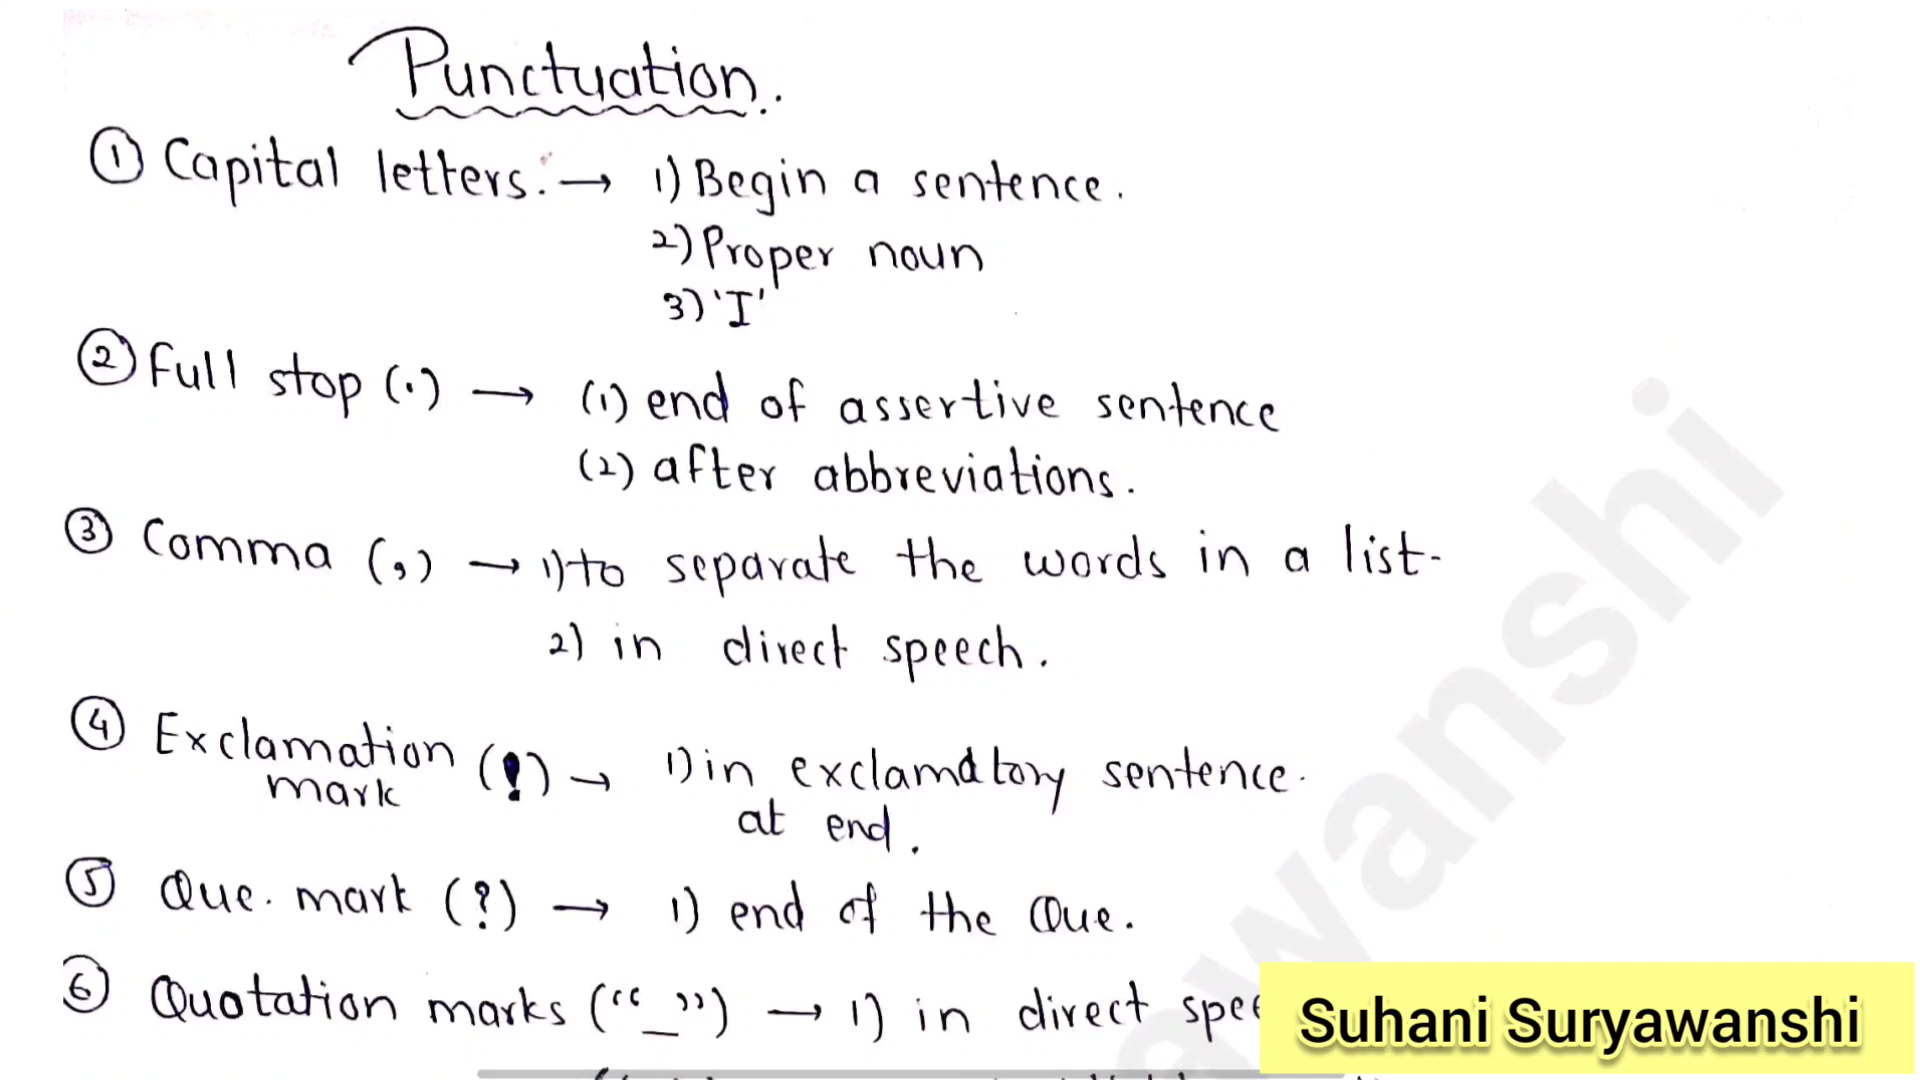 Punctuation.
① Capital letters: → 1) Begin a sentence.
2) Proper noun
3) 'I'
② Full stop (.) → (1) end of assertive sentence
(2) after abbreviations.
③ Comma (,) → 1) to separate the words in a list.
2) in direct speech.
④ Exclamation mark (!) → 1) in exclamatory sentence.
at end.
⑤ Que. mark (?) → 1) end of the Que.
⑥ Quotation marks (“_”) → 1) in direct
Suhani Suryawanshi
wanshi